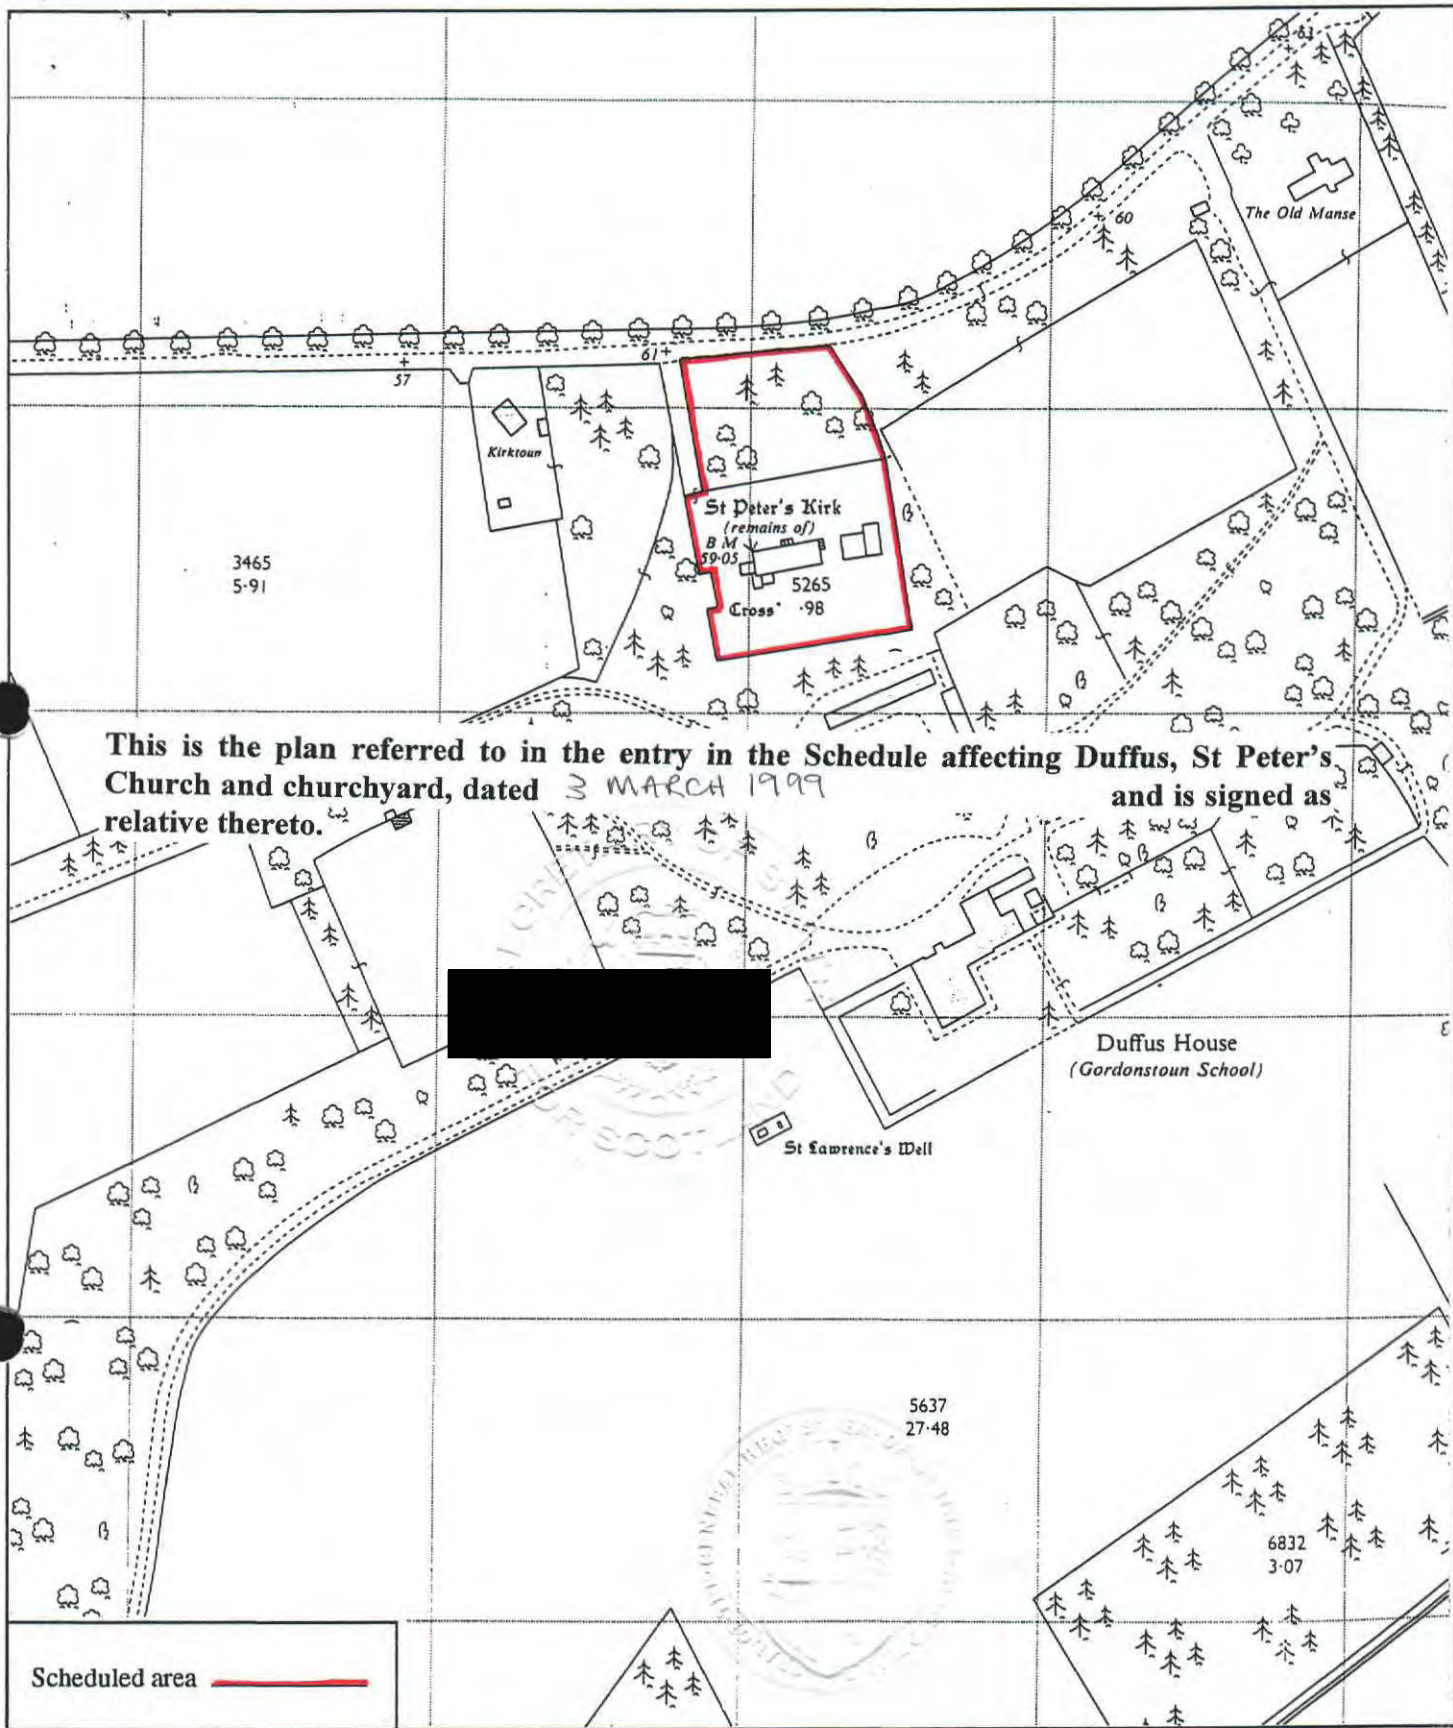 63
60
The Old Manse
61
57
Kirktoun
St Peter's Kirk
(remains of)
B M
59·05
3465
5·91
5265
·98
Cross
This is the plan referred to in the entry in the Schedule affecting Duffus, St Peter's
Church and churchyard, dated 3 MARCH 1999 and is signed as
relative thereto.
Duffus House
(Gordonstoun School)
FOR SCOTLAND
St Lawrence's Well
5637
27·48
6832
3·07
Scheduled area